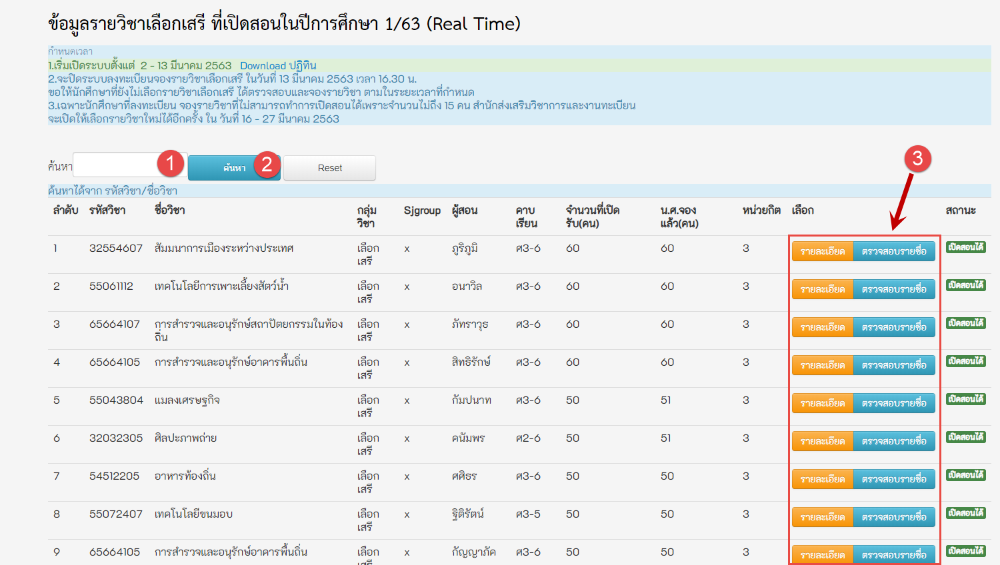 ข้อมูลรายวิชาเลือกเสรี ที่เปิดสอนในปีการศึกษา 1/63 (Real Time)
กำหนดเวลา
1.เริ่มเปิดระบบตั้งแต่ 2 - 13 มีนาคม 2563 Download ปฏิทิน
2.จะปิดระบบลงทะเบียนจองรายวิชาเลือกเสรี ในวันที่ 13 มีนาคม 2563 เวลา 16.30 น.
ขอให้นักศึกษาที่ยังไม่เลือกรายวิชาเลือกเสรี ได้ตรวจสอบและจองรายวิชา ตามในระยะเวลาที่กำหนด
3.เฉพาะนักศึกษาที่ลงทะเบียน จองรายวิชาที่ไม่สามารถทำการเปิดสอนได้เพราะจำนวนไม่ถึง 15 คน สำนักส่งเสริมวิชาการและงานทะเบียน
จะเปิดให้เลือกรายวิชาใหม่ได้อีกครั้ง ใน วันที่ 16 - 27 มีนาคม 2563
3
ค้นหา 1 ค้นหา 2 Reset
ค้นหาได้จาก รหัสวิชา/ชื่อวิชา
ลำดับ รหัสวิชา ชื่อวิชา กลุ่ม Sjgroup ผู้สอน คาบ จำนวนที่เปิด น.ศ.จอง หน่วยกิต เลือก สถานะ
วิชา เรียน รับ(คน) แล้ว(คน)
1 32554607 สัมมนาการเมืองระหว่างประเทศ เลือก x ภูริภูมิ ศ3-6 60 60 3 รายละเอียด ตรวจสอบรายชื่อ เปิดสอนได้
เสรี
2 55061112 เทคโนโลยีการเพาะเลี้ยงสัตว์น้ำ เลือก x อนาวิล ศ3-6 60 60 3 รายละเอียด ตรวจสอบรายชื่อ เปิดสอนได้
เสรี
3 65664107 การสำรวจและอนุรักษ์สถาปัตยกรรมในท้อง เลือก x ภัทราวุธ ศ3-6 60 60 3 รายละเอียด ตรวจสอบรายชื่อ เปิดสอนได้
ถิ่น เสรี
4 65664105 การสำรวจและอนุรักษ์อาคารพื้นถิ่น เลือก x สิทธิรักษ์ ศ3-6 60 60 3 รายละเอียด ตรวจสอบรายชื่อ เปิดสอนได้
เสรี
5 55043804 แมลงเศรษฐกิจ เลือก x กัมปนาท ศ3-6 50 51 3 รายละเอียด ตรวจสอบรายชื่อ เปิดสอนได้
เสรี
6 32032305 ศิลปะภาพถ่าย เลือก x คนัมพร ศ2-6 50 51 3 รายละเอียด ตรวจสอบรายชื่อ เปิดสอนได้
เสรี
7 54512205 อาหารท้องถิ่น เลือก x ศศิธร ศ3-6 50 50 3 รายละเอียด ตรวจสอบรายชื่อ เปิดสอนได้
เสรี
8 55072407 เทคโนโลยีขนมอบ เลือก x ฐิติรัตน์ ศ3-5 50 50 3 รายละเอียด ตรวจสอบรายชื่อ เปิดสอนได้
เสรี
9 65664105 การสำรวจและอนุรักษ์อาคารพื้นถิ่น เลือก x กัญญาภัค ศ3-6 50 50 3 รายละเอียด ตรวจสอบรายชื่อ เปิดสอนได้
เสรี